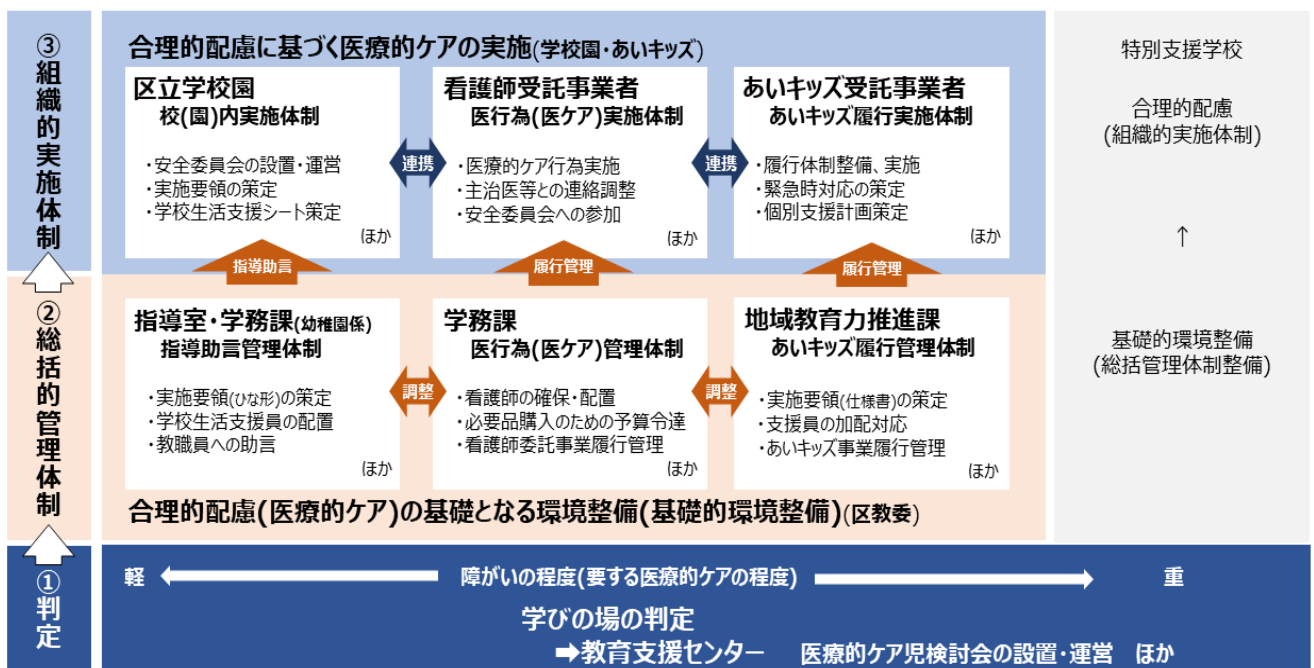 ③組織的実施体制
合理的配慮に基づく医療的ケアの実施(学校園・あいキッズ)
区立学校園
校(園)内実施体制
・安全委員会の設置・運営
・実施要領の策定
・学校生活支援シート策定
ほか
連携
看護師受託事業者
医行為(医ケア)実施体制
・医療的ケア行為実施
・主治医等との連絡調整
・安全委員会への参加
ほか
連携
あいキッズ受託事業者
あいキッズ履行実施体制
・履行体制整備、実施
・緊急時対応の策定
・個別支援計画策定
ほか
指導助言
履行管理
履行管理
②総括的管理体制
指導室・学務課(幼稚園係)
指導助言管理体制
・実施要領(ひな形)の策定
・学校生活支援員の配置
・教職員への助言
ほか
調整
学務課
医行為(医ケア)管理体制
・看護師の確保・配置
・必要品購入のための予算令達
・看護師委託事業履行管理
ほか
調整
地域教育力推進課
あいキッズ履行管理体制
・実施要領(仕様書)の策定
・支援員の加配対応
・あいキッズ事業履行管理
ほか
合理的配慮(医療的ケア)の基礎となる環境整備(基礎的環境整備)(区教委)
特別支援学校
合理的配慮
(組織的実施体制)
↑
基礎的環境整備
(総括管理体制整備)
①判定
軽 障がいの程度(要する医療的ケアの程度) 重
学びの場の判定
➡教育支援センター 医療的ケア児検討会の設置・運営 ほか